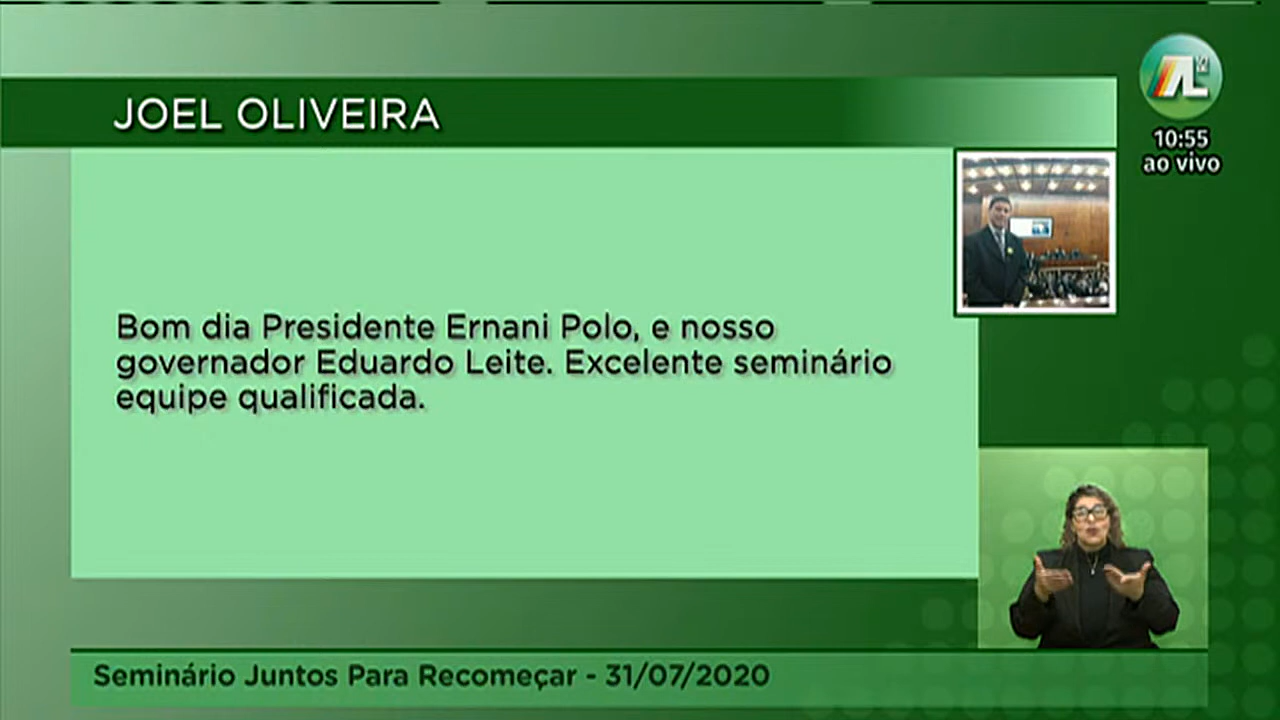 JOEL OLIVEIRA
10:55
ao vivo
Bom dia Presidente Ernani Polo, e nosso
governador Eduardo Leite. Excelente seminário
equipe qualificada.
Seminário Juntos Para Recomeçar - 31/07/2020